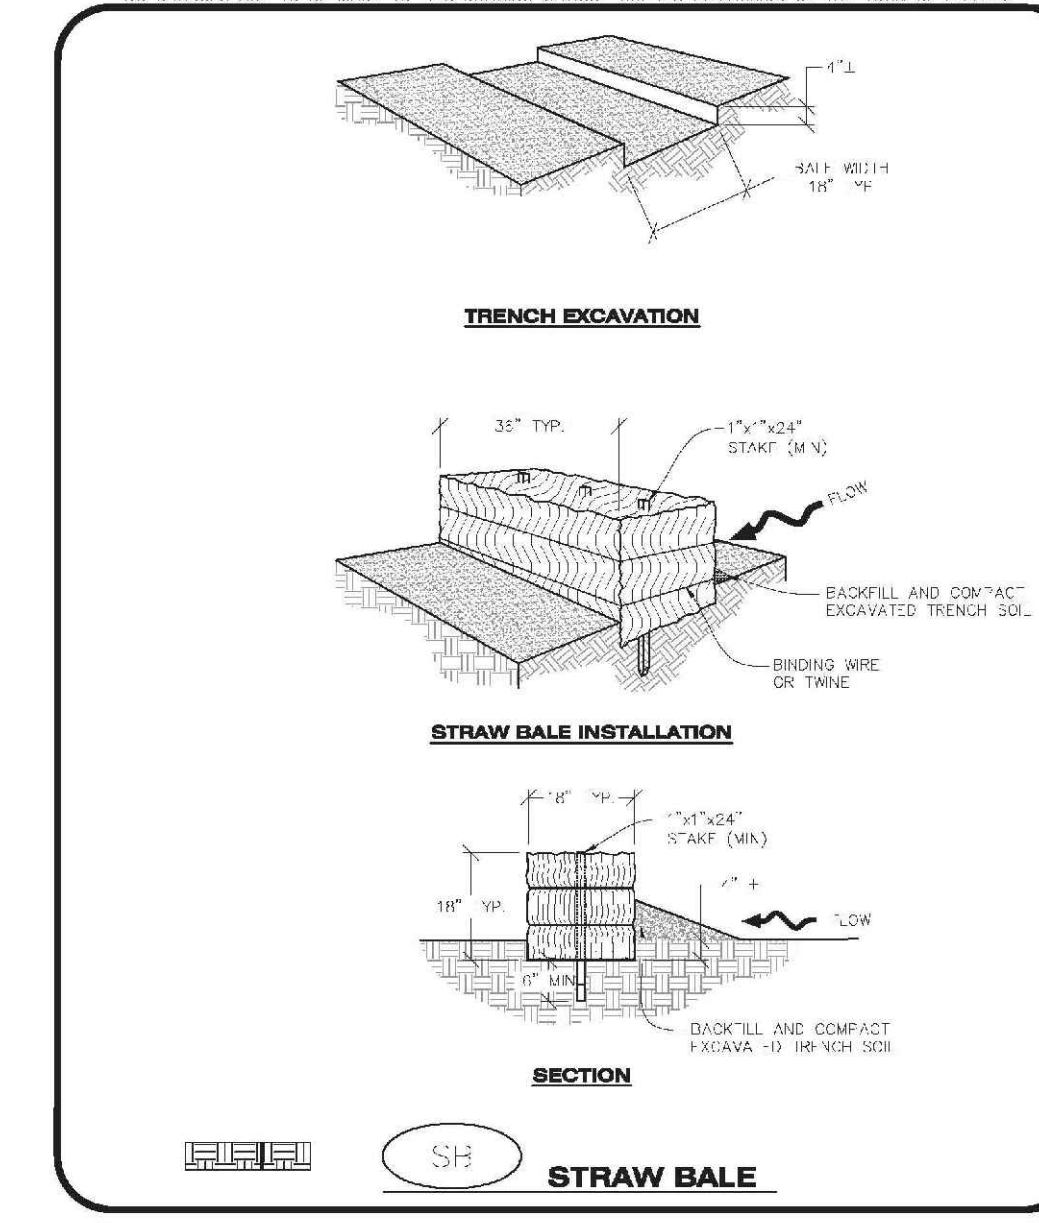 4"±
BALE WIDTH
18" TYP
TRENCH EXCAVATION
36" TYP.
1"x1"x24"
STAKE (MIN)
FLOW
BACKFILL AND COMPACT
EXCAVATED TRENCH SOIL
BINDING WIRE
OR TWINE
STRAW BALE INSTALLATION
18" TYP.
1"x1"x24"
STAKE (MIN)
4" ±
18" TYP.
FLOW
6" MIN
BACKFILL AND COMPACT
EXCAVATED TRENCH SOIL
SECTION
SB
STRAW BALE